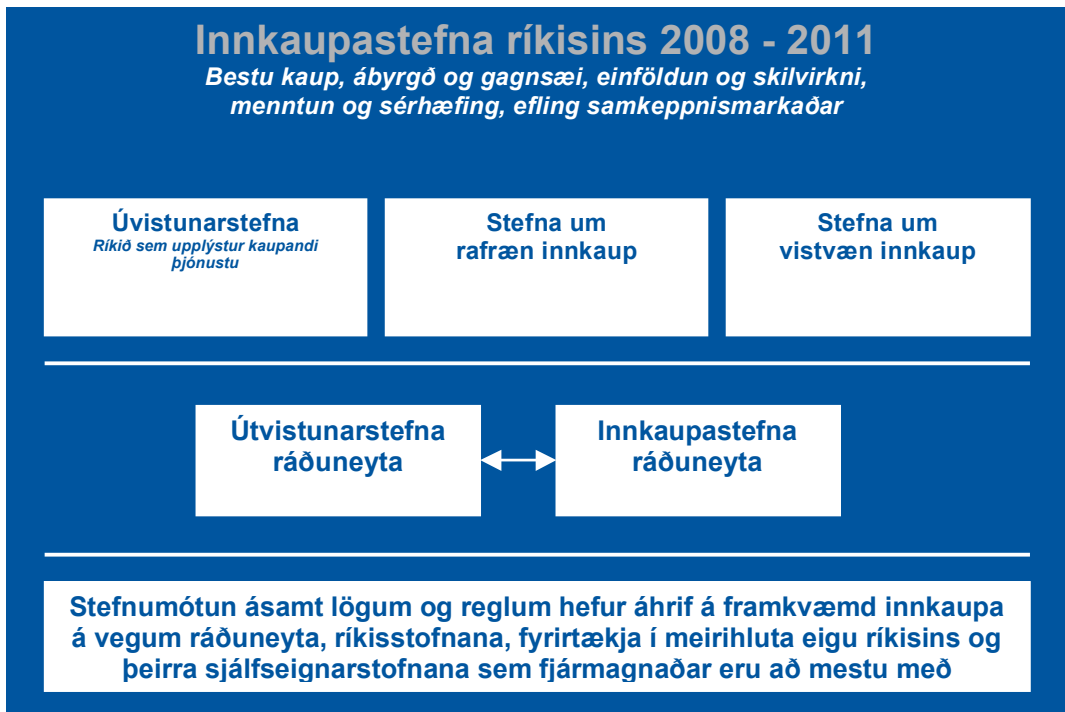 Innkaupastefna ríkisins 2008 - 2011
Bestu kaup, ábyrgð og gagnsæi, einföldun og skilvirkni,
menntun og sérhæfing, efling samkeppnismarkaðar
Úvistunarstefna
Ríkið sem upplýstur kaupandi
þjónustu
Stefna um
rafræn innkaup
Stefna um
vistvæn innkaup
Útvistunarstefna
ráðuneyta
Innkaupastefna
ráðuneyta
Stefnumótun ásamt lögum og reglum hefur áhrif á framkvæmd innkaupa
á vegum ráðuneyta, ríkisstofnana, fyrirtækja í meirihluta eigu ríkisins og
þeirra sjálfseignarstofnana sem fjármagnaðar eru að mestu með